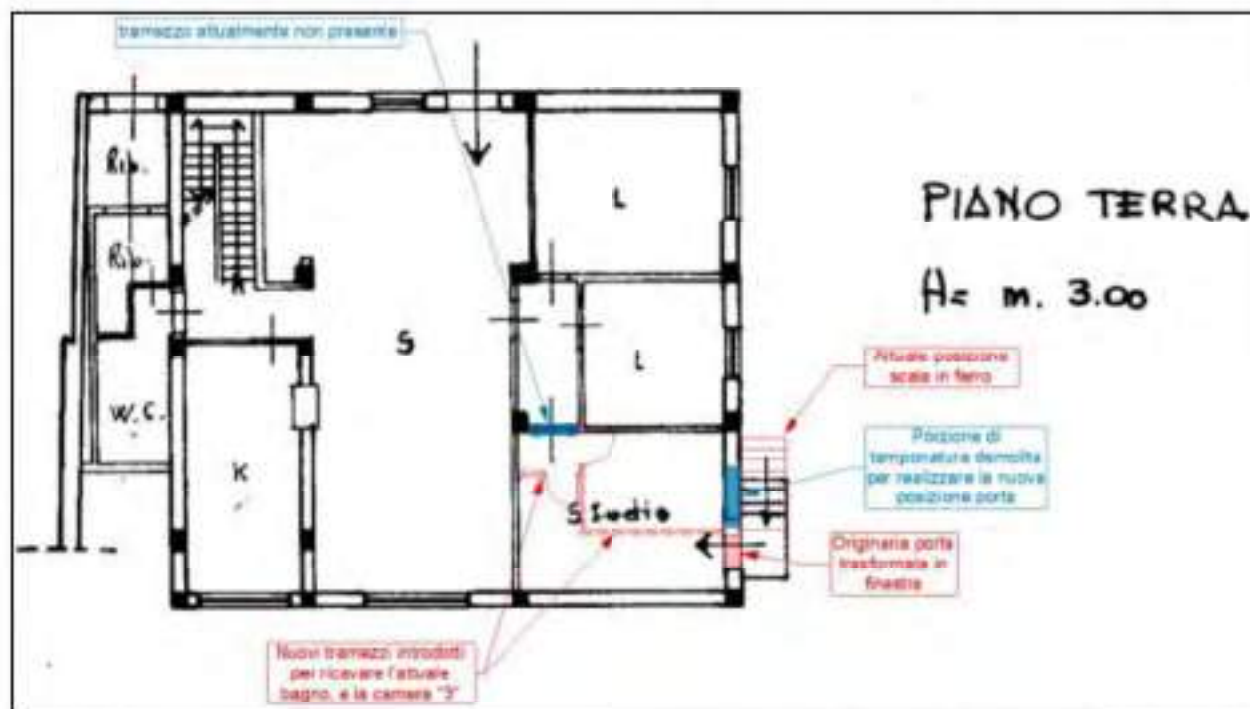 tramezzo attualmente non presente
Rib.
L
PIANO TERRA
Rib.
H= m. 3.00
S
L
Attuale posizione
scala in ferro
W.C.
Porzione di
tamponatura demolita
per realizzare la nuova
posizione porta
K
Studio
Originaria porta
trasformata in
finestra
Nuovi tramezzi introdotti
per ricavare l'attuale
bagno, e la camera "3"